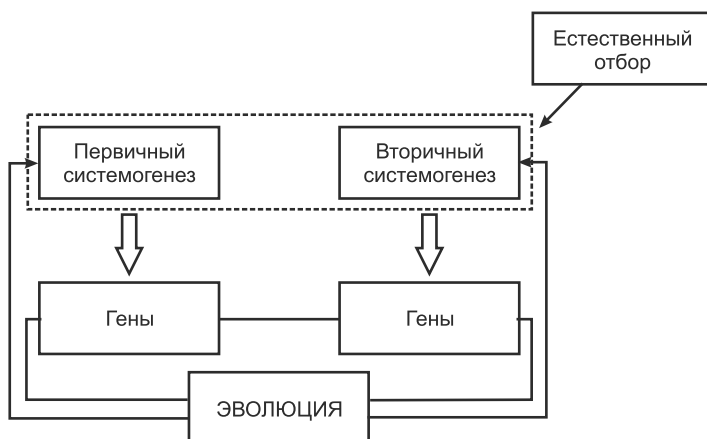 Естественный
отбор
Первичный
системогенез
Вторичный
системогенез
Гены
Гены
ЭВОЛЮЦИЯ